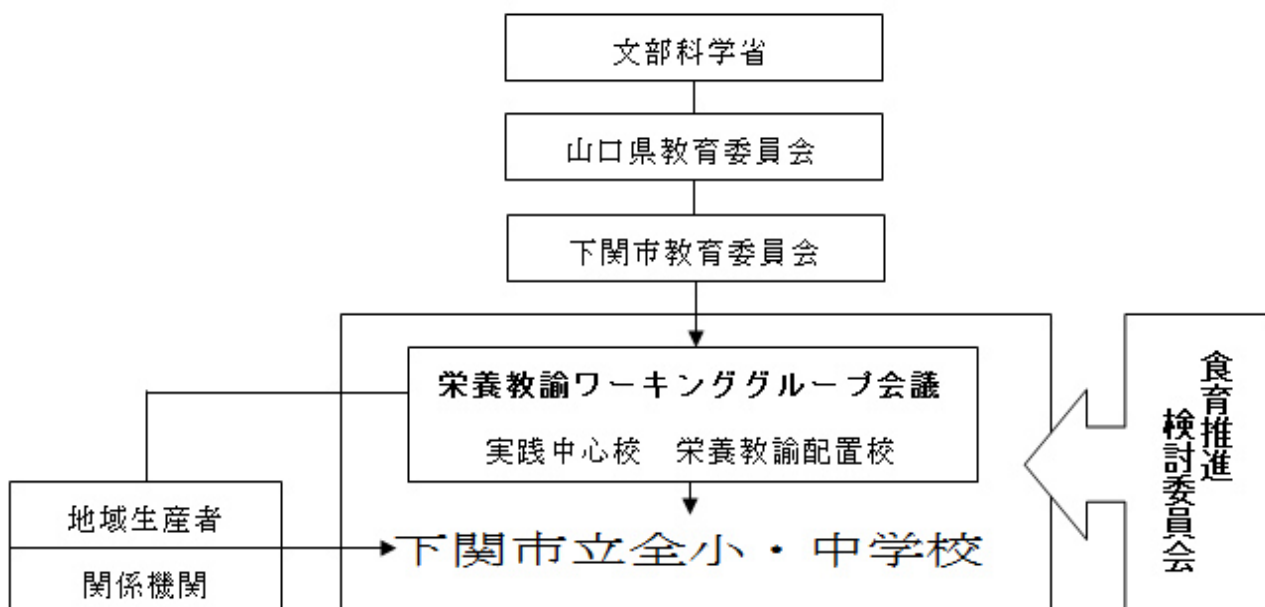 文部科学省
山口県教育委員会
下関市教育委員会
栄養教諭ワーキンググループ会議
実践中心校　栄養教諭配置校
地域生産者
関係機関
下関市立全小・中学校
食育推進
検討委員会